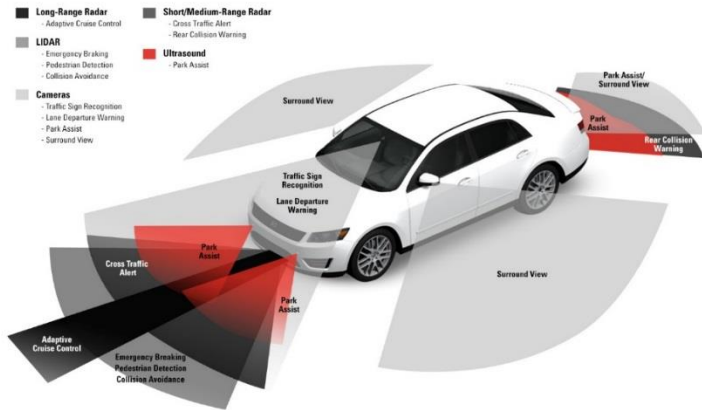 Long-Range Radar
- Adaptive Cruise Control
LIDAR
- Emergency Braking
- Pedestrian Detection
- Collision Avoidance
Cameras
- Traffic Sign Recognition
- Lane Departure Warning
- Park Assist
- Surround View
Short/Medium-Range Radar
- Cross Traffic Alert
- Rear Collision Warning
Ultrasound
- Park Assist
Surround View
Park Assist/
Surround View
Park
Assist
Rear Collision
Warning
Traffic Sign
Recognition
Lane Departure
Warning
Surround View
Park
Assist
Cross Traffic
Alert
Park
Assist
Adaptive
Cruise Control
Emergency Breaking
Pedestrian Detection
Collision Avoidance